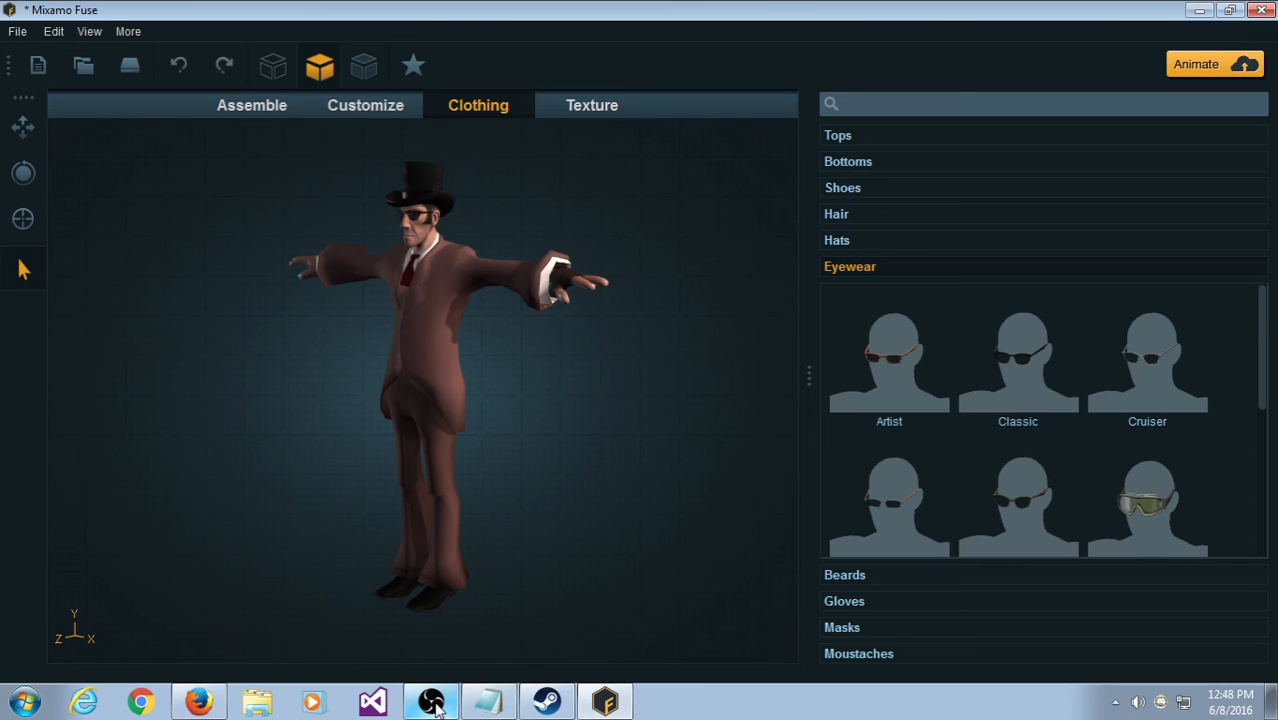 * Mixamo Fuse
File Edit View More
Animate
Assemble Customize Clothing Texture
Tops
Bottoms
Shoes
Hair
Hats
Eyewear
Artist Classic Cruiser
Beards
Gloves
Masks
Moustaches
Y
Z X
12:48 PM
6/8/2016